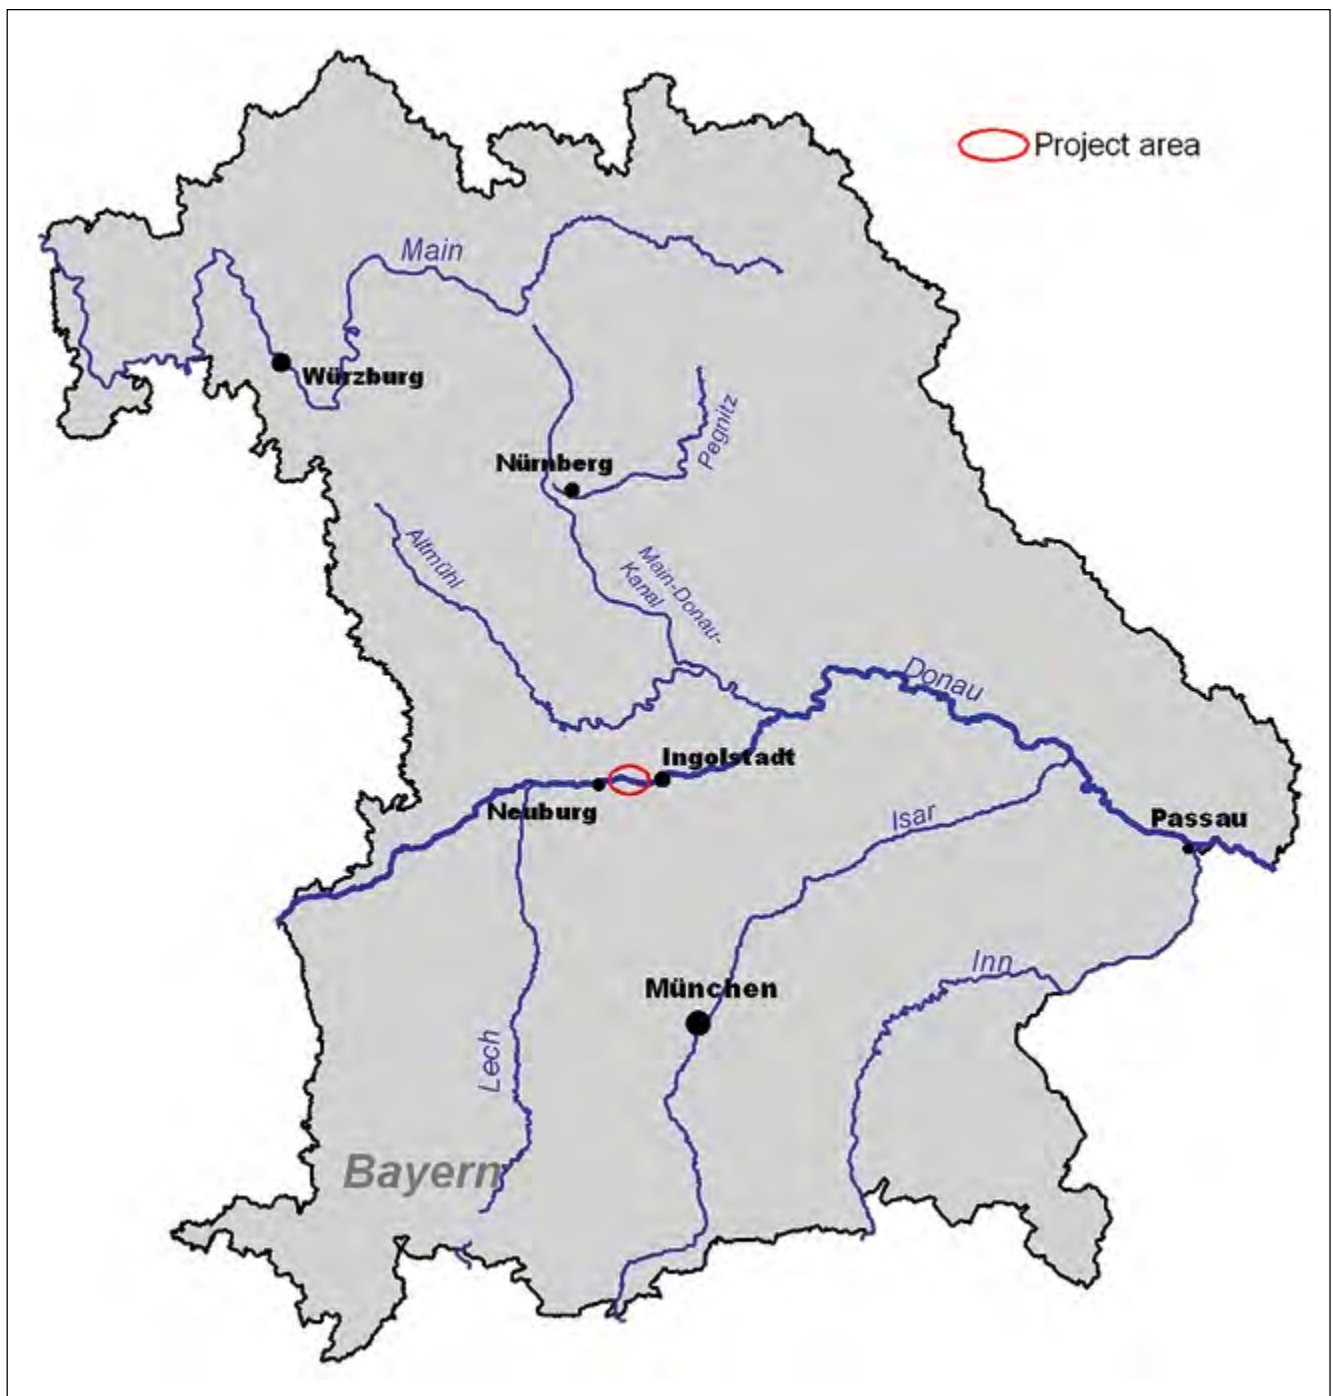 Project area
Main
Würzburg
Pegnitz
Nürnberg
Altmühl
Main-Donau-
Kanal
Donau
Ingolstadt
Neuburg
Isar
Passau
Inn
München
Lech
Bayern